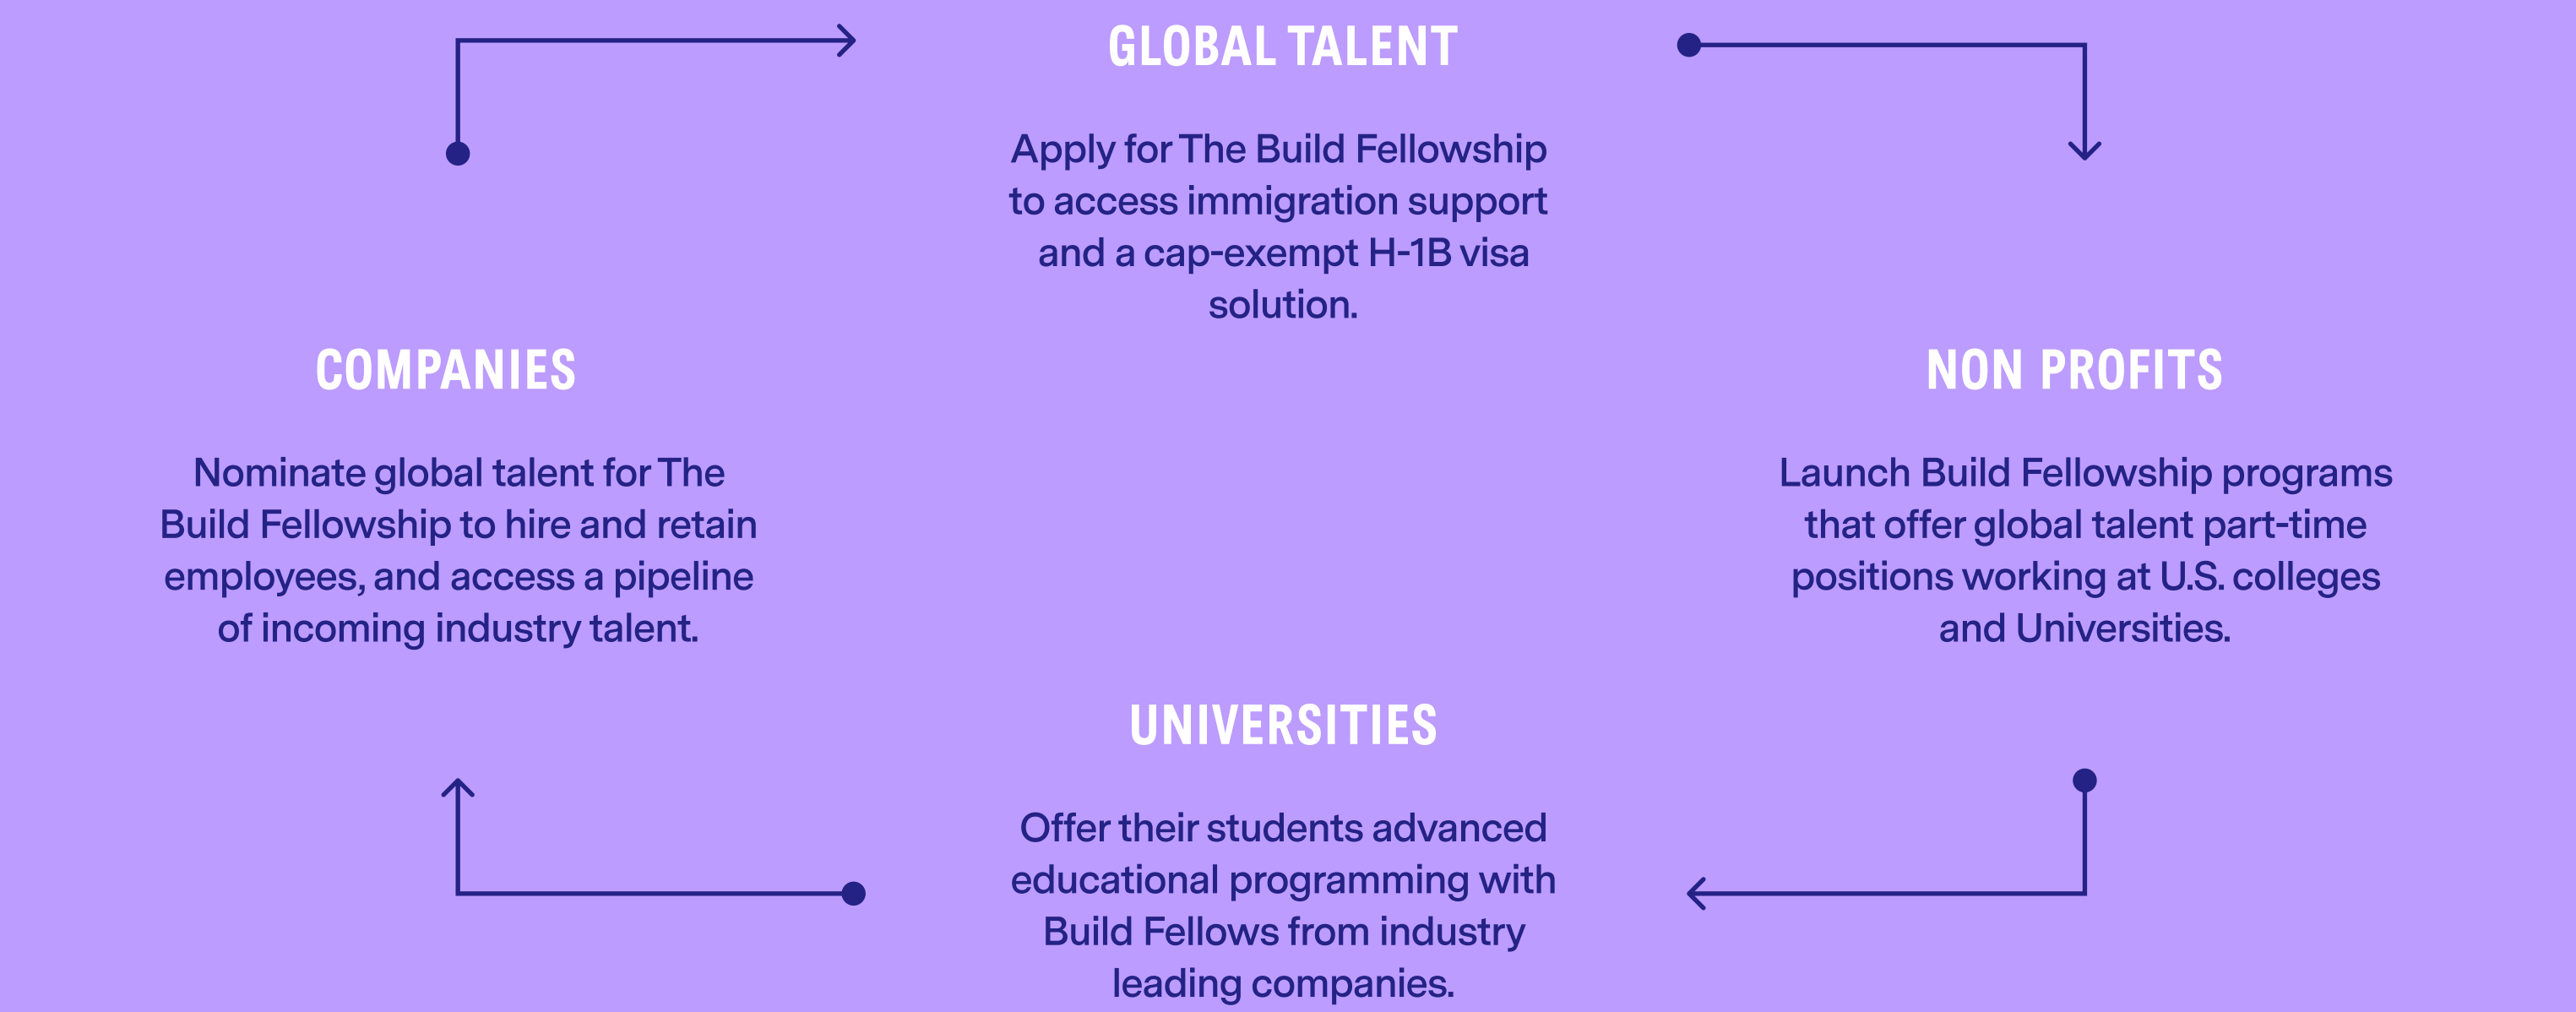 GLOBAL TALENT
Apply for The Build Fellowship
to access immigration support
and a cap-exempt H-1B visa
solution.
COMPANIES
Nominate global talent for The
Build Fellowship to hire and retain
employees, and access a pipeline
of incoming industry talent.
NON PROFITS
Launch Build Fellowship programs
that offer global talent part-time
positions working at U.S. colleges
and Universities.
UNIVERSITIES
Offer their students advanced
educational programming with
Build Fellows from industry
leading companies.